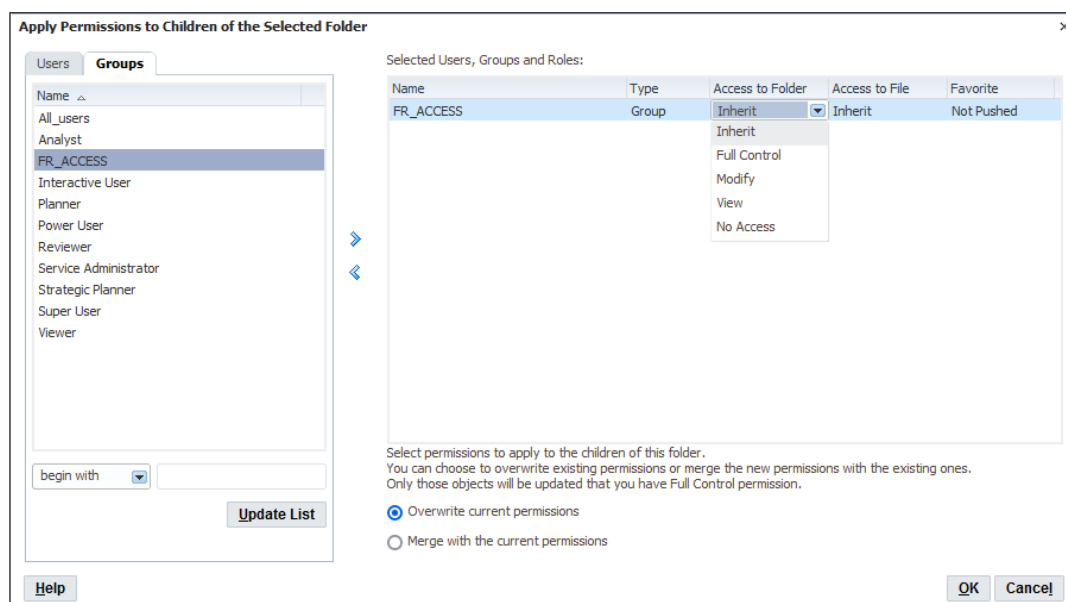 Apply Permissions to Children of the Selected Folder
Users Groups
Name
All_users
Analyst
FR_ACCESS
Interactive User
Planner
Power User
Reviewer
Service Administrator
Strategic Planner
Super User
Viewer
begin with
Update List
Selected Users, Groups and Roles:
Name Type Access to Folder Access to File Favorite
FR_ACCESS Group Inherit Inherit Not Pushed
Inherit
Full Control
Modify
View
No Access
Select permissions to apply to the children of this folder.
You can choose to overwrite existing permissions or merge the new permissions with the existing ones.
Only those objects will be updated that you have Full Control permission.
Overwrite current permissions
Merge with the current permissions
Help OK Cancel